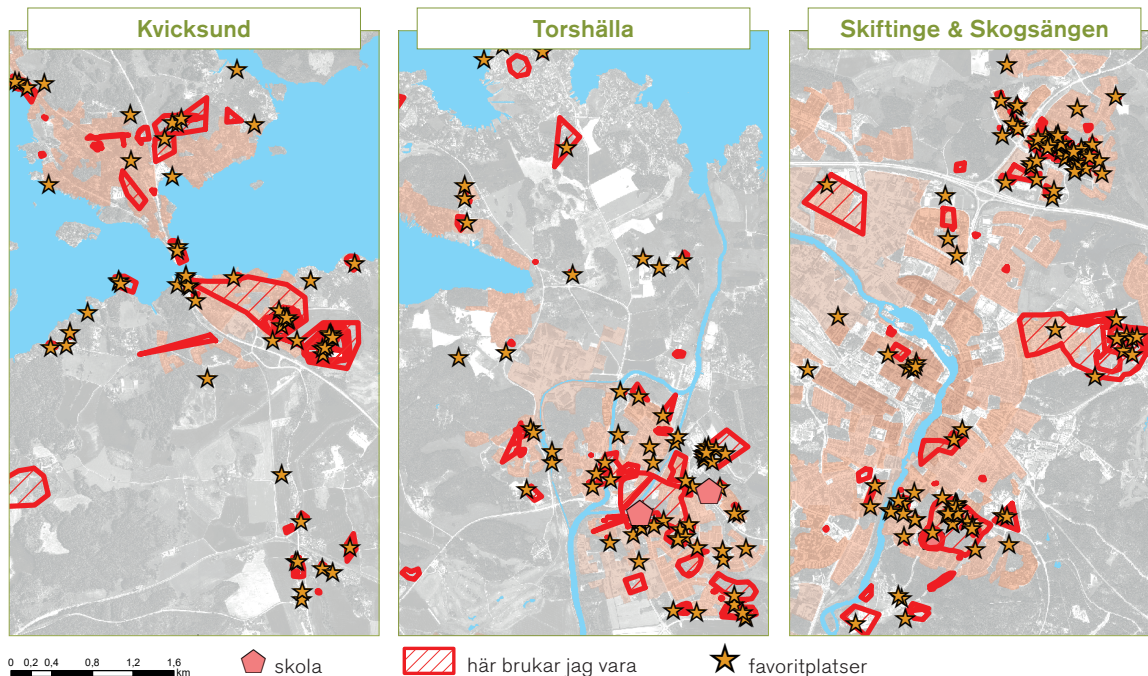 Kvicksund
Torshälla
Skiftinge & Skogsängen
0 0,2 0,4 0,8 1,2 1,6
km
skola
här brukar jag vara
favoritplatser